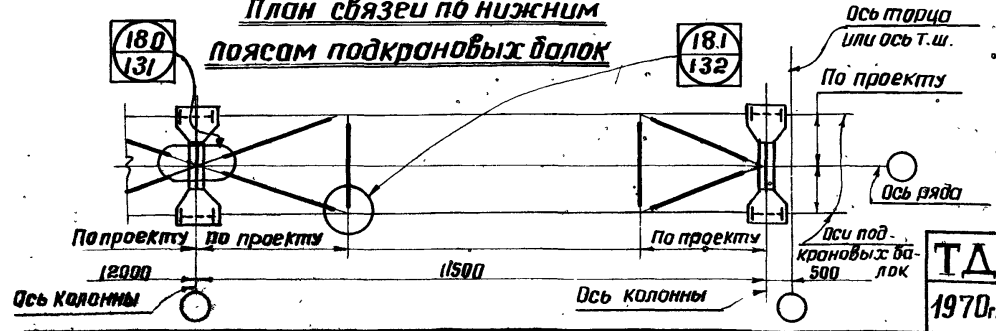 План связей по нижним
поясам подкрановых балок
180
131
181
132
Ось торца
или ось т.ш.
По проекту
Ось ряда
По проекту по проекту
По проекту
Оси под-
крановых ба-
лок
12000
11500
500
Ось колонны
Ось колонны
ТД
1970г.